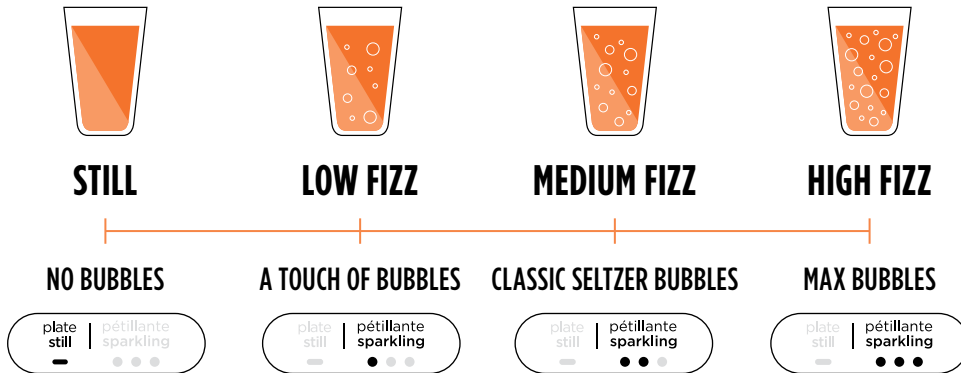 STILL
LOW FIZZ
MEDIUM FIZZ
HIGH FIZZ
NO BUBBLES
A TOUCH OF BUBBLES
CLASSIC SELTZER BUBBLES
MAX BUBBLES
plate
still
pétillante
sparkling
plate
still
pétillante
sparkling
plate
still
pétillante
sparkling
plate
still
pétillante
sparkling